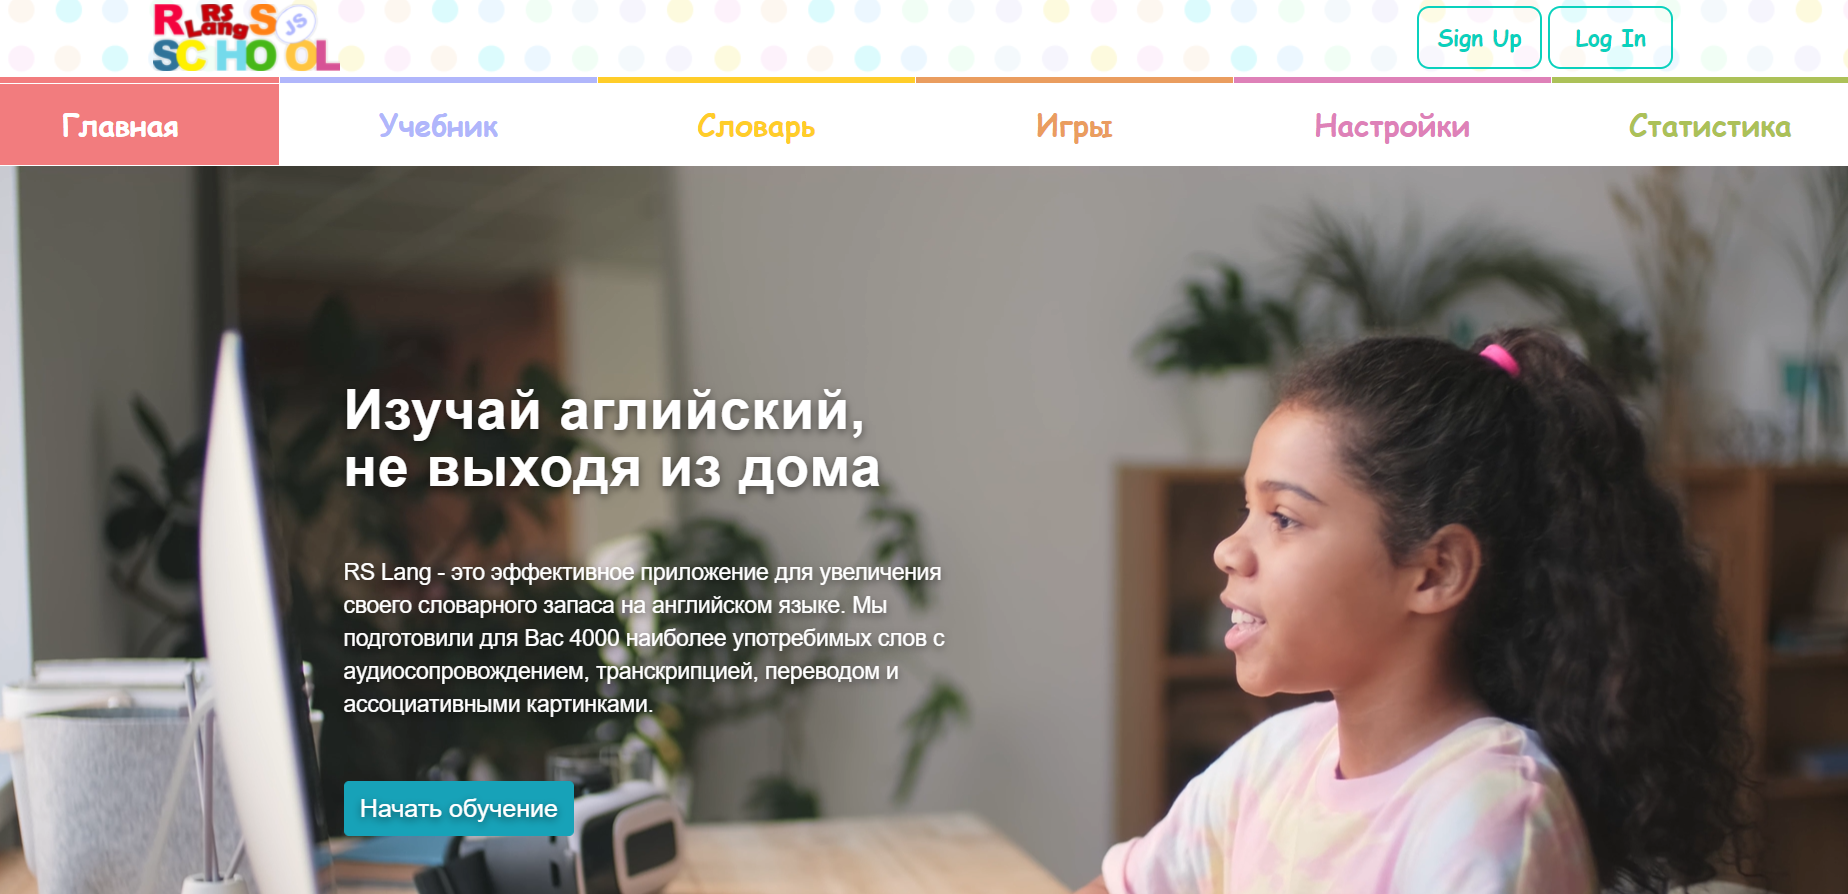 RS
Lang
RSS JS
SCHOOL
Sign Up Log In
Главная Учебник Словарь Игры Настройки Статистика
Изучай аглийский,
не выходя из дома
RS Lang - это эффективное приложение для увеличения
своего словарного запаса на английском языке. Мы
подготовили для Вас 4000 наиболее употребимых слов с
аудиосопровождением, транскрипцией, переводом и
ассоциативными картинками.
Начать обучение